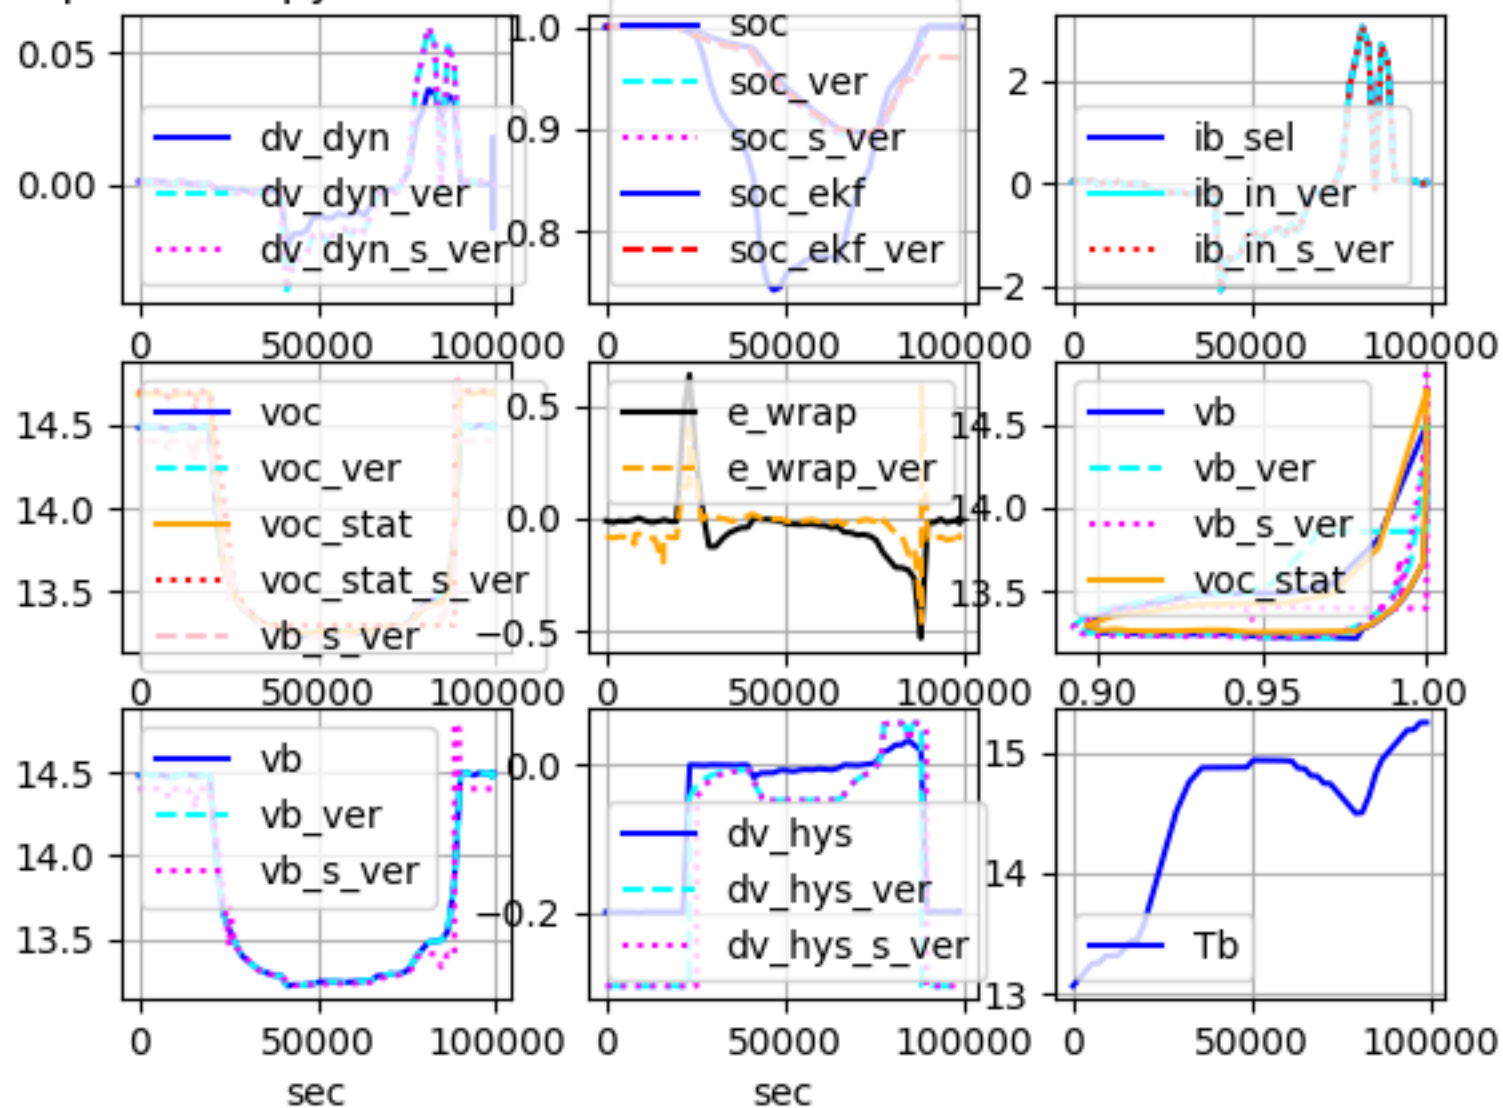 0.05
0.00
dv_dyn
dv_dyn_ver
dv_dyn_s_ver
0 50000 100000
1.0
0.9
0.8
soc
soc_ver
soc_s_ver
soc_ekf
soc_ekf_ver
0 50000 100000
2
0
−2
ib_sel
ib_in_ver
ib_in_s_ver
0 50000 100000
14.5
14.0
13.5
voc
voc_ver
voc_stat
voc_stat_s_ver
vb_s_ver
0 50000 100000
0.5
0.0
−0.5
e_wrap
e_wrap_ver
0 50000 100000
14.5
14.0
13.5
vb
vb_ver
vb_s_ver
voc_stat
0.90 0.95 1.00
14.5
14.0
13.5
vb
vb_ver
vb_s_ver
0 50000 100000
sec
0.0
−0.2
dv_hys
dv_hys_ver
dv_hys_s_ver
0 50000 100000
sec
15
14
13
Tb
0 50000 100000